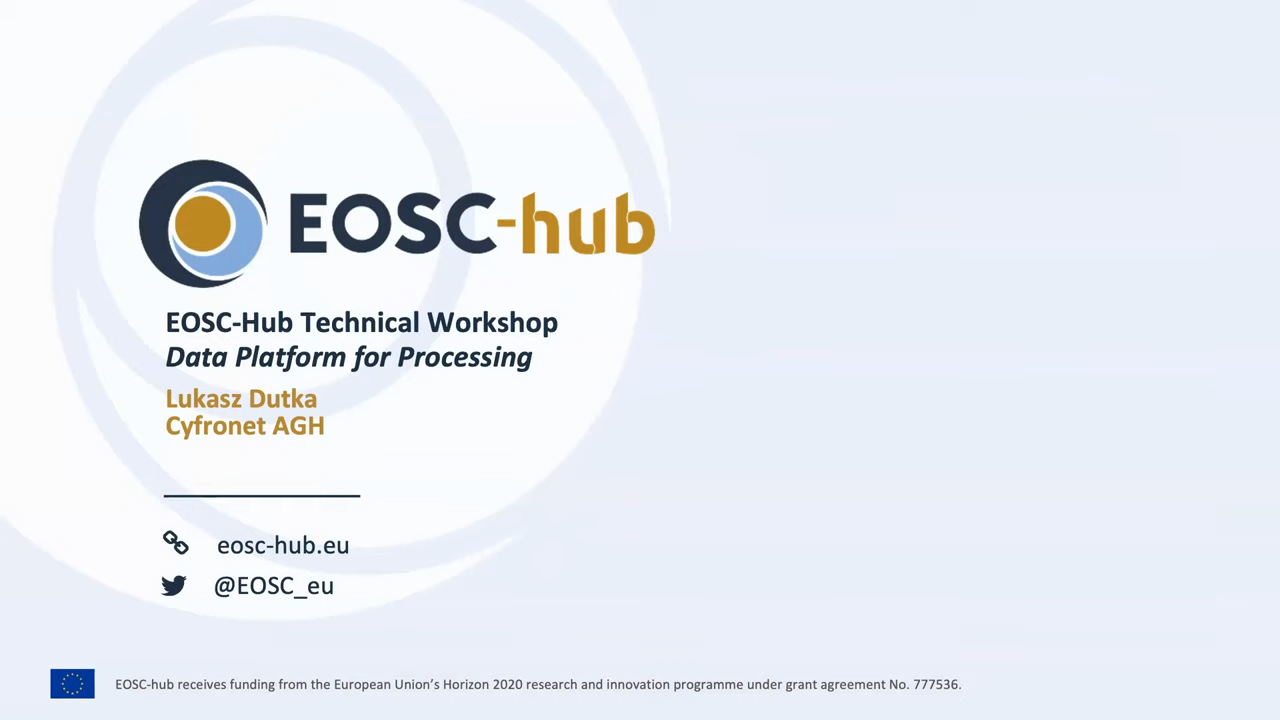 EOSC-hub
EOSC-Hub Technical Workshop
Data Platform for Processing
Lukasz Dutka
Cyfronet AGH
eosc-hub.eu
@EOSC_eu
EOSC-hub receives funding from the European Union’s Horizon 2020 research and innovation programme under grant agreement No. 777536.